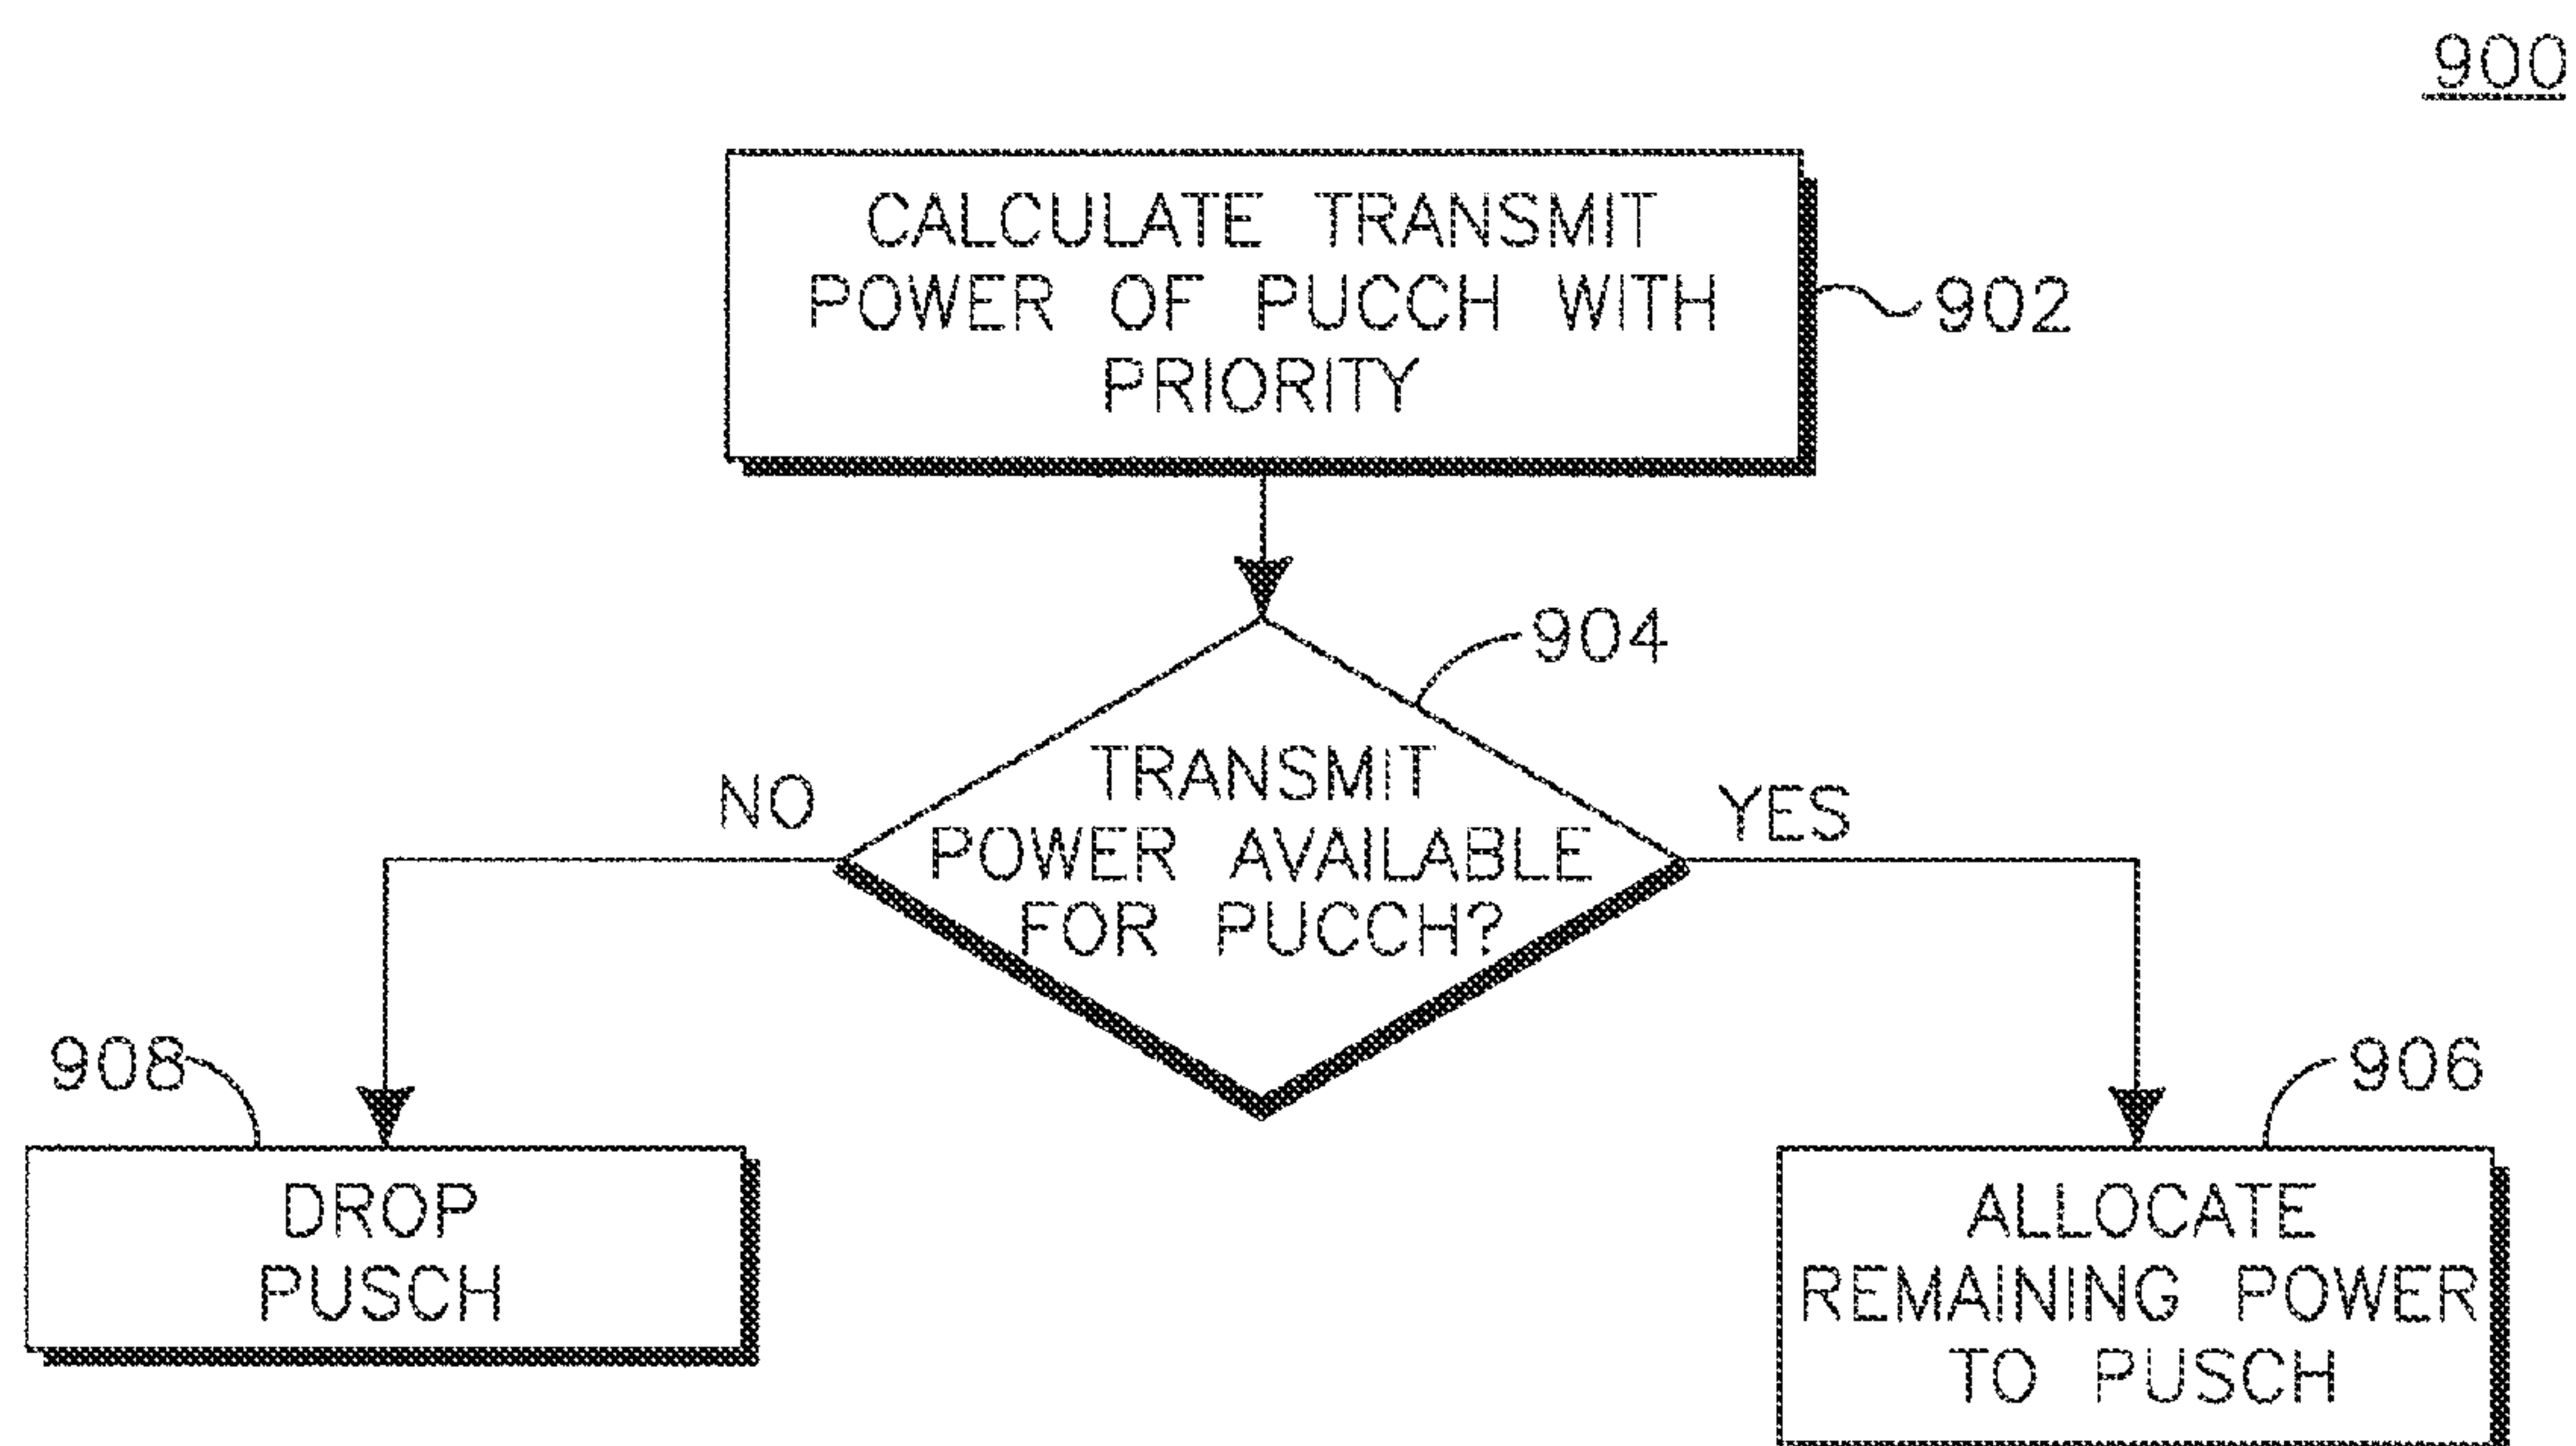 900
CALCULATE TRANSMIT
POWER OF PUCCH WITH
PRIORITY
902
904
TRANSMIT
POWER AVAILABLE
FOR PUCCH?
NO
YES
908
906
DROP
PUSCH
ALLOCATE
REMAINING POWER
TO PUSCH